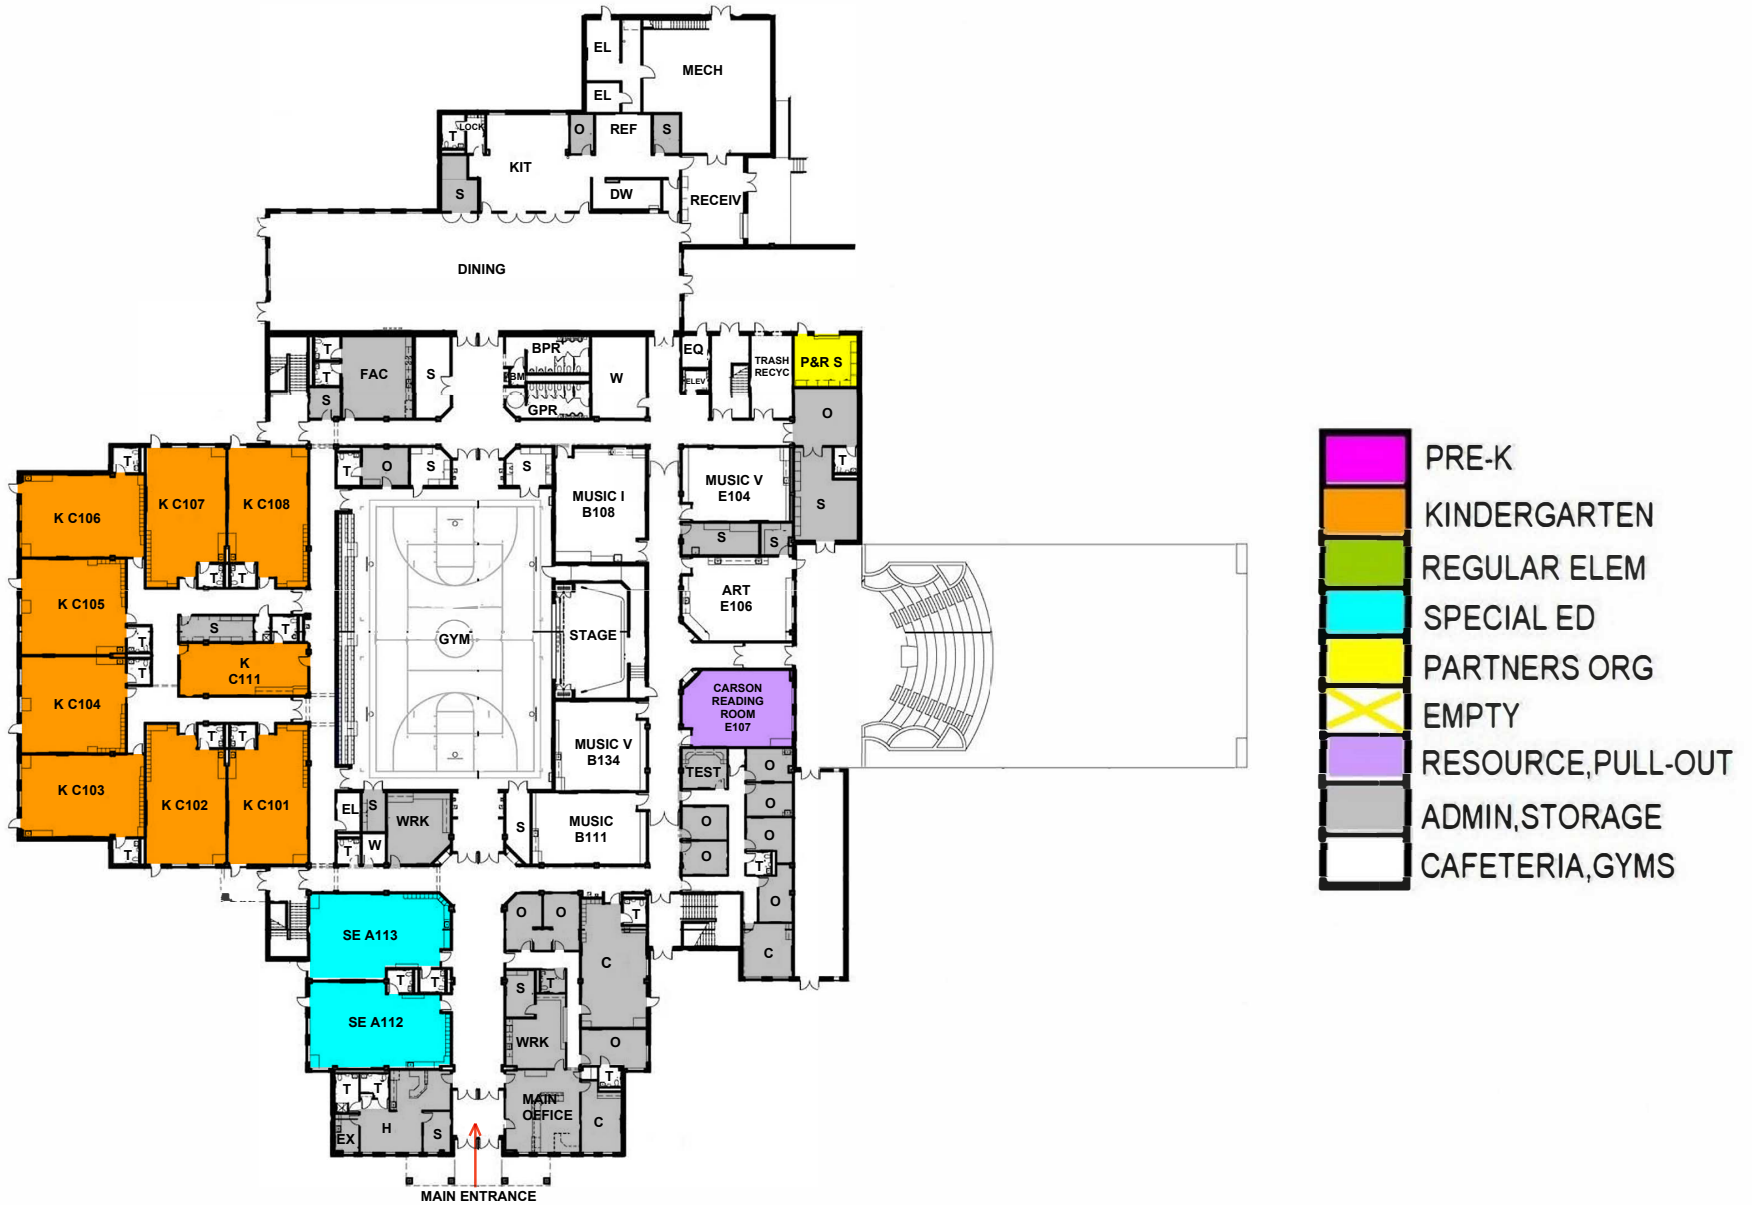 EL
MECH
EL
LOCK
T
O
REF
S
KIT
S
DW
RECEIV
DINING
T
FAC
S
BPR
T
BM
W
S
GPR
EQ
ELEV
TRASH
RECYC
P&R S
O
T
T
O
S
S
MUSIC I
B108
MUSIC V
E104
T
S
S
S
K C106
K C107
K C108
T
T
K C105
S
T
T
K
C111
T
K C104
GYM
STAGE
ART
E106
CARSON
READING
ROOM
E107
T
T
K C103
K C102
K C101
T
MUSIC V
B134
TEST
O
O
O
O
O
T
O
C
EL
S
WRK
T
W
S
MUSIC
B111
SE A113
T
T
SE A112
O
O
T
C
S
T
WRK
O
T
MAIN
OFFICE
C
T
T
H
EX
S
MAIN ENTRANCE
PRE-K
KINDERGARTEN
REGULAR ELEM
SPECIAL ED
PARTNERS ORG
EMPTY
RESOURCE,PULL-OUT
ADMIN,STORAGE
CAFETERIA,GYMS